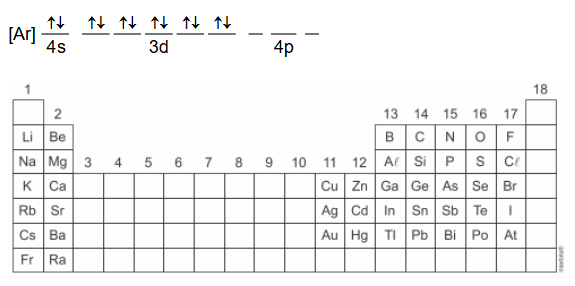 [Ar] ↑↓ ↑↓ ↑↓ ↑↓ ↑↓ ↑↓
4s 3d 4p
1 18
2 13 14 15 16 17
Li Be B C N O F
Na Mg 3 4 5 6 7 8 9 10 11 12 Aℓ Si P S Cℓ
K Ca Cu Zn Ga Ge As Se Br
Rb Sr Ag Cd In Sn Sb Te I
Cs Ba Au Hg Tl Pb Bi Po At
Fr Ra